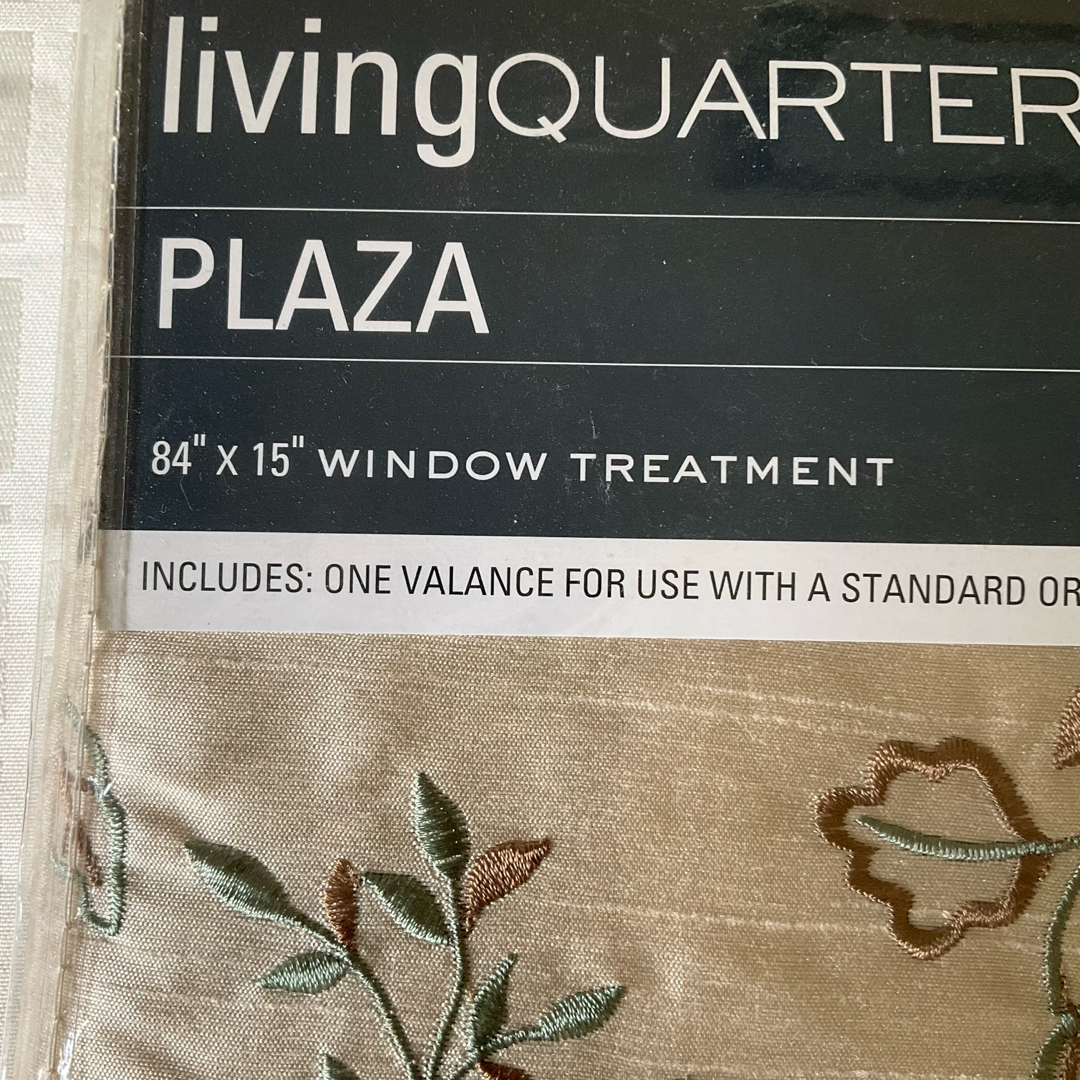 livingQUARTER
PLAZA
84" X 15" WINDOW TREATMENT
INCLUDES: ONE VALANCE FOR USE WITH A STANDARD OR